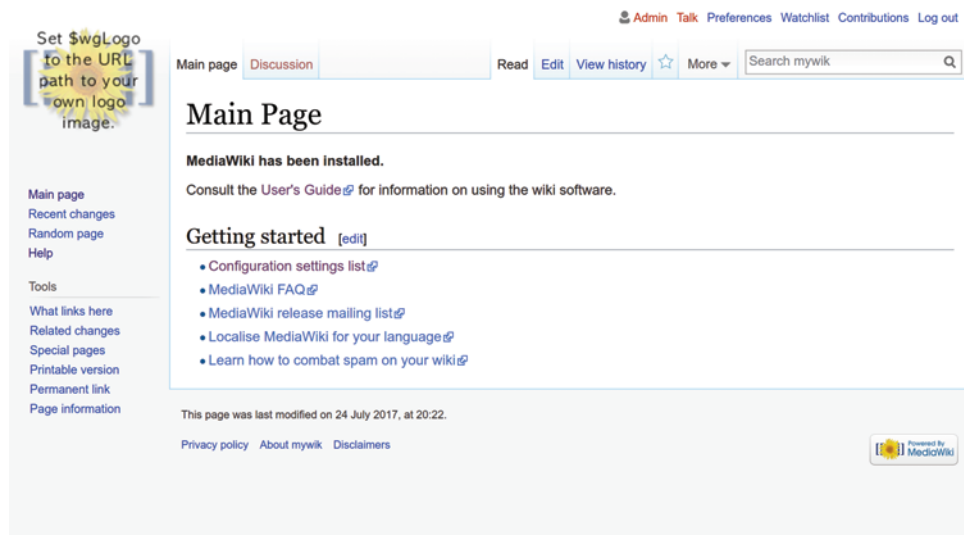 Admin Talk Preferences Watchlist Contributions Log out
Set $wgLogo
to the URL
path to your
own logo
image.
Main page Discussion Read Edit View history More Search mywik
Main Page
MediaWiki has been installed.
Consult the User's Guide for information on using the wiki software.
Getting started [edit]
Configuration settings list
MediaWiki FAQ
MediaWiki release mailing list
Localise MediaWiki for your language
Learn how to combat spam on your wiki
Main page
Recent changes
Random page
Help
Tools
What links here
Related changes
Special pages
Printable version
Permanent link
Page information
This page was last modified on 24 July 2017, at 20:22.
Privacy policy About mywik Disclaimers
Powered By
MediaWiki